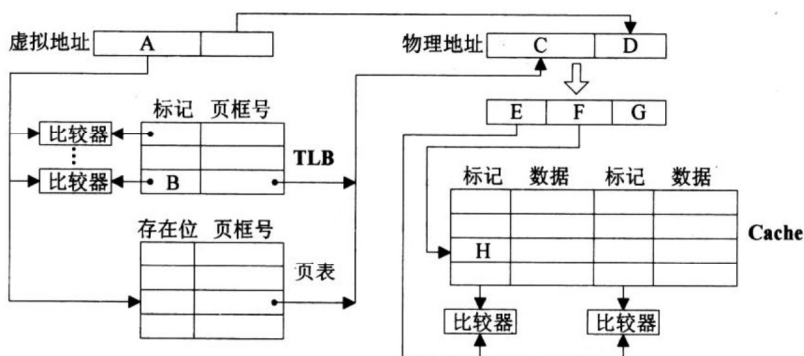 虚拟地址 A
物理地址 C D
E F G
标记 页框号
比较器
比较器 B
TLB
存在位 页框号
页表
标记 数据 标记 数据
H
Cache
比较器 比较器